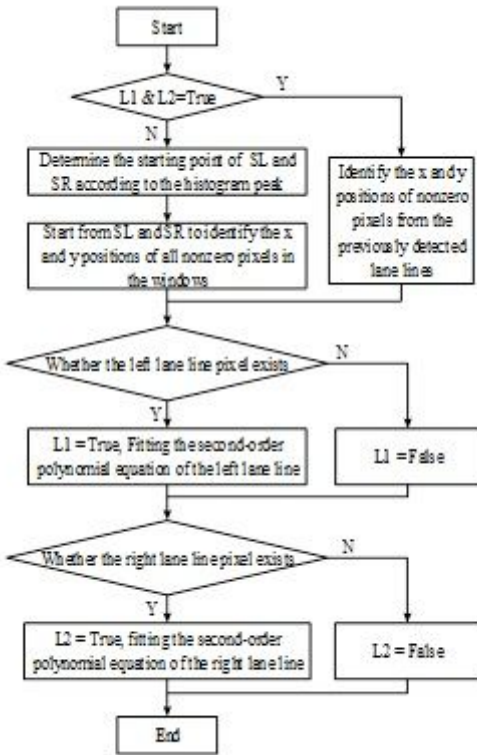 Start
L1 & L2=True
Y
N
Determine the starting point of SL and
SR according to the histogram peak
Identify the x
and y positions
of nonzero
pixels from the
previously
detected lane
lines
Start from SL and SR to identify the x
and y positions of all nonzero pixels in
the windows
Whether the left lane line pixel exists
N
Y
L1 = True, Fitting the second-order
polynomial equation of the left lane line
L1 = False
Whether the right lane line pixel exists
N
Y
L2 = True, fitting the second-order
polynomial equation of the right lane line
L2 = False
End